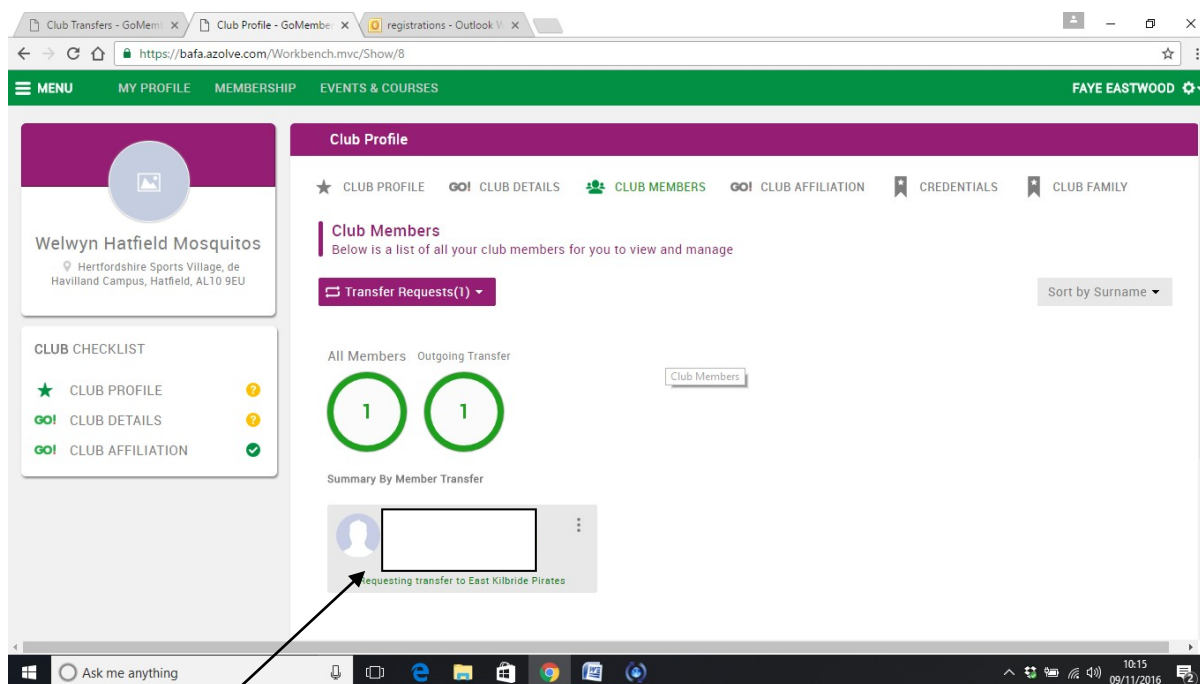 Club Transfers - GoMem
Club Profile - GoMember
registrations - Outlook
https://bafa.azolve.com/Workbench.mvc/Show/8
MENU MY PROFILE MEMBERSHIP EVENTS & COURSES FAYE EASTWOOD
Club Profile
CLUB PROFILE GO! CLUB DETAILS CLUB MEMBERS GO! CLUB AFFILIATION CREDENTIALS CLUB FAMILY
Welwyn Hatfield Mosquitos
Hertfordshire Sports Village, de
Havilland Campus, Hatfield, AL10 9EU
Club Members
Below is a list of all your club members for you to view and manage
Transfer Requests(1)
Sort by Surname
CLUB CHECKLIST
CLUB PROFILE ?
GO! CLUB DETAILS ?
GO! CLUB AFFILIATION
All Members Outgoing Transfer
1 1
Club Members
Summary By Member Transfer
Requesting transfer to East Kilbride Pirates
Ask me anything
10:15
09/11/2016
2